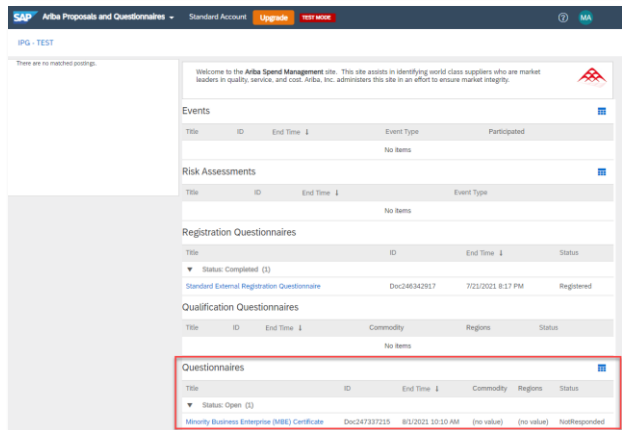 SAP Ariba Proposals and Questionnaires Standard Account Upgrade TEST MODE ? MA
IPG - TEST
There are no matched postings.
Welcome to the Ariba Spend Management site. This site assists in identifying world class suppliers who are market
leaders in quality, service, and cost. Ariba, Inc. administers this site in an effort to ensure market integrity.
Events
Title ID End Time ↓ Event Type Participated
No items
Risk Assessments
Title ID End Time ↓ Event Type
No items
Registration Questionnaires
Title ID End Time ↓ Status
▼ Status: Completed (1)
Standard External Registration Questionnaire Doc246342917 7/21/2021 8:17 PM Registered
Qualification Questionnaires
Title ID End Time ↓ Commodity Regions Status
No items
Questionnaires
Title ID End Time ↓ Commodity Regions Status
▼ Status: Open (1)
Minority Business Enterprise (MBE) Certificate Doc247337215 8/1/2021 10:10 AM (no value) (no value) NotResponded